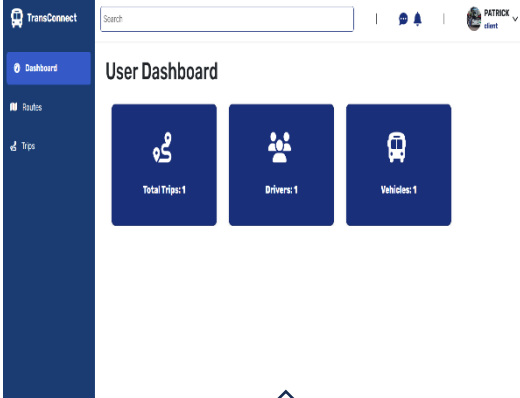 TransConnect
Search
PATRICK
client
Dashboard
Routes
Trips
User Dashboard
Total Trips: 1
Drivers: 1
Vehicles: 1